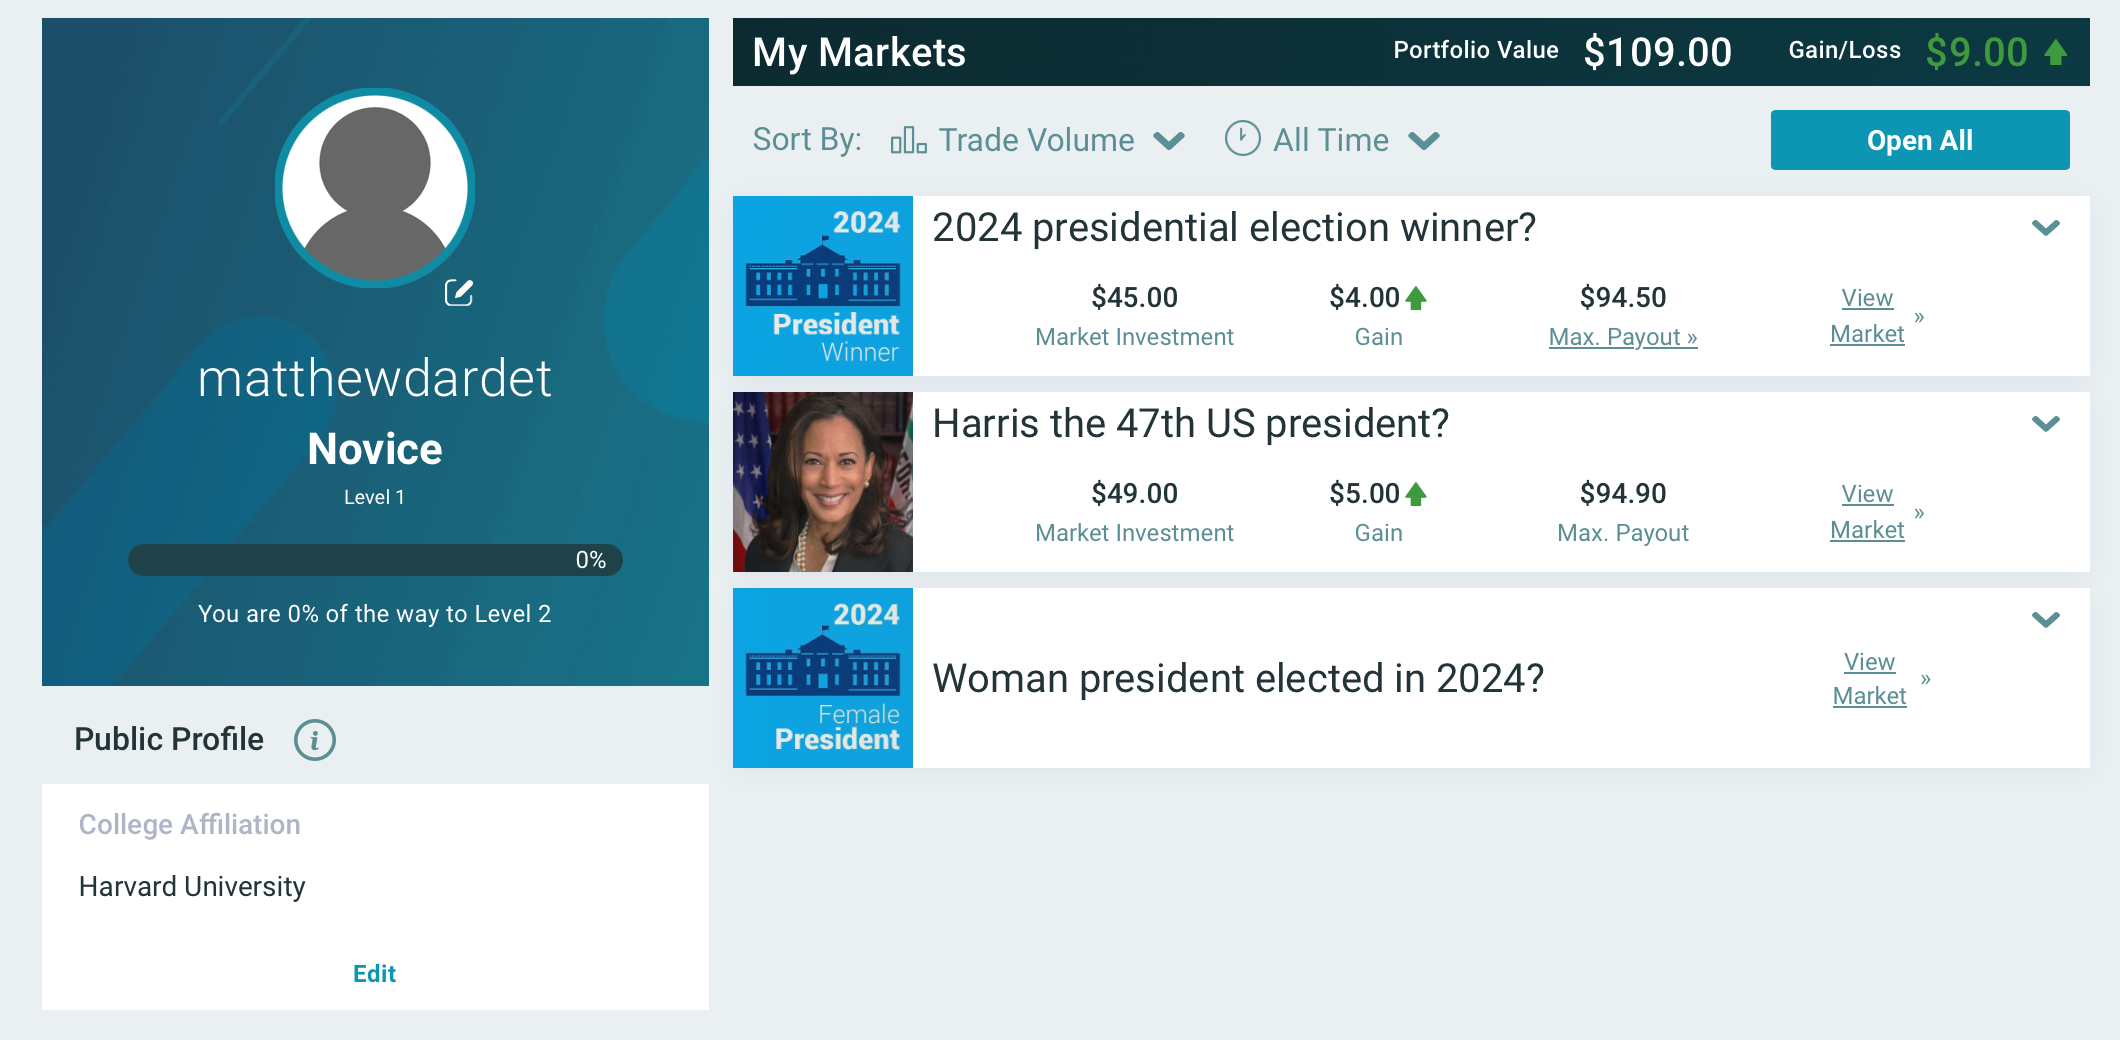 matthewdardet
Novice
Level 1
0%
You are 0% of the way to Level 2
Public Profile
i
College Affiliation
Harvard University
Edit
My Markets Portfolio Value $109.00 Gain/Loss $9.00
Sort By: Trade Volume All Time Open All
2024
President
Winner
2024 presidential election winner?
$45.00 $4.00 $94.50 View
Market Investment Gain Max. Payout » Market »
Harris the 47th US president?
$49.00 $5.00 $94.90 View
Market Investment Gain Max. Payout Market »
2024
Female
President
Woman president elected in 2024?
View
Market »